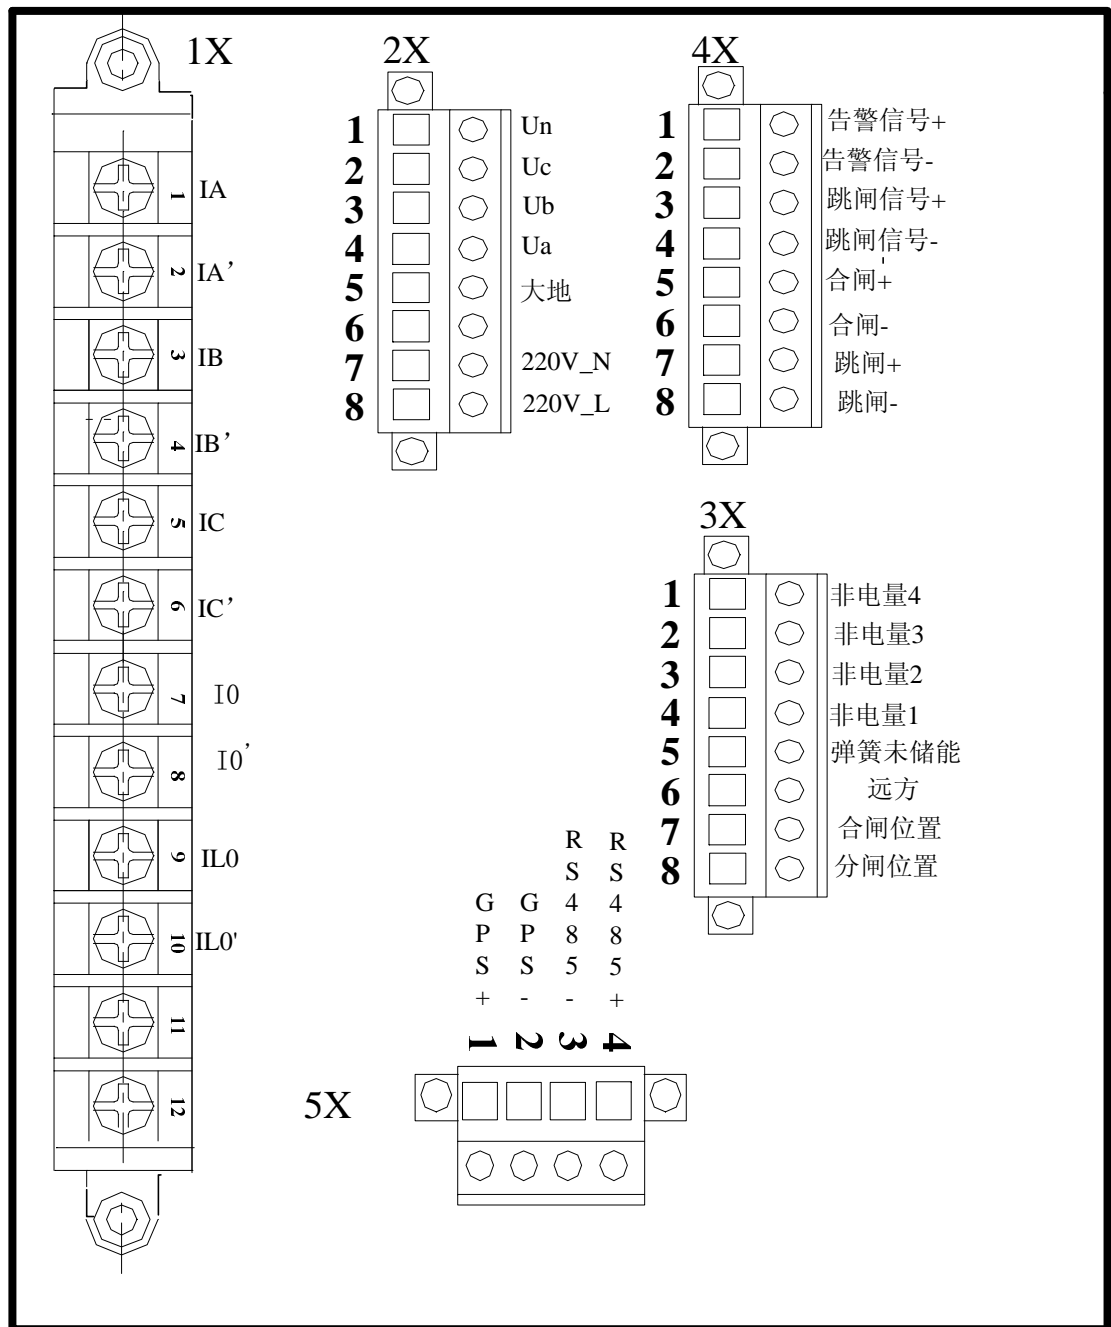 1X
1 IA
2 IA’
3 IB
4 IB’
5 IC
6 IC’
7 I0
8 I0’
9 IL0
10 IL0'
11
12
2X
1 Un
2 Uc
3 Ub
4 Ua
5 大地
6
7 220V_N
8 220V_L
4X
1 告警信号+
2 告警信号-
3 跳闸信号+
4 跳闸信号-
5 合闸+
6 合闸-
7 跳闸+
8 跳闸-
3X
1 非电量4
2 非电量3
3 非电量2
4 非电量1
5 弹簧未储能
6 远方
7 合闸位置
8 分闸位置
5X
GPS+ 1
GPS- 2
RS485- 3
RS485+ 4